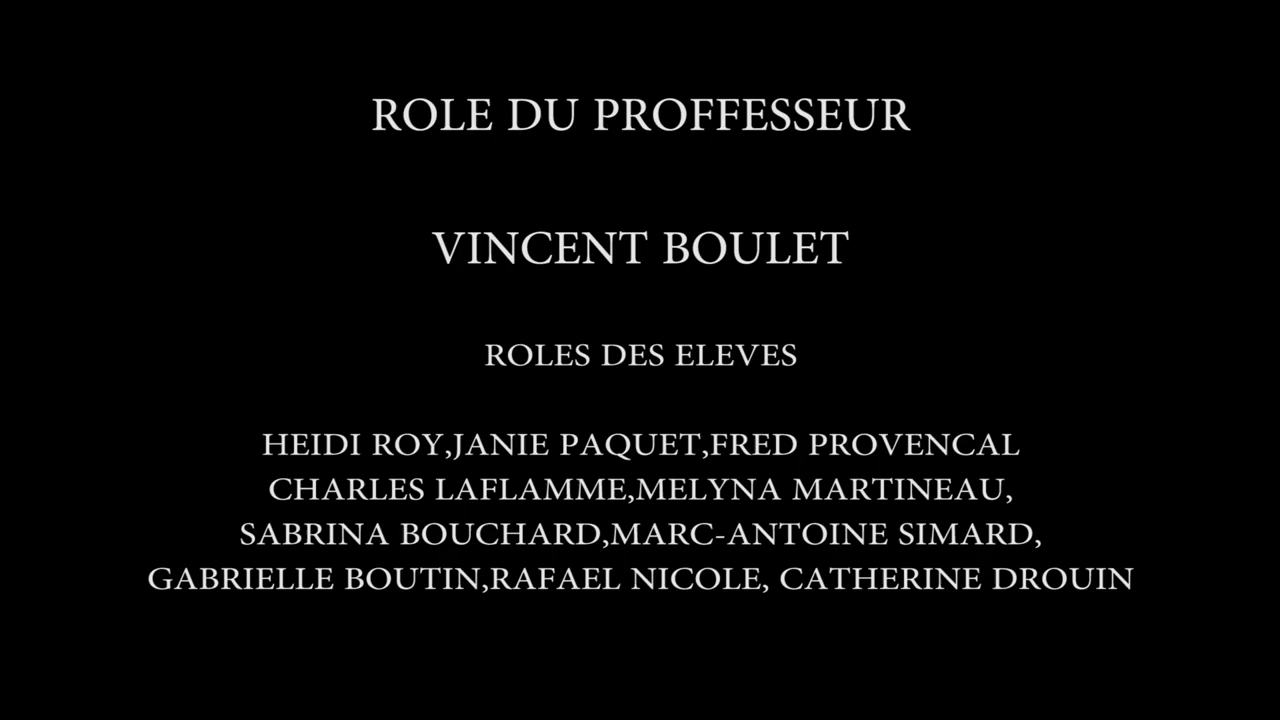 ROLE DU PROFFESSEUR
VINCENT BOULET
ROLES DES ELEVES
HEIDI ROY,JANIE PAQUET,FRED PROVENCAL
CHARLES LAFLAMME,MELYNA MARTINEAU,
SABRINA BOUCHARD,MARC-ANTOINE SIMARD,
GABRIELLE BOUTIN,RAFAEL NICOLE, CATHERINE DROUIN